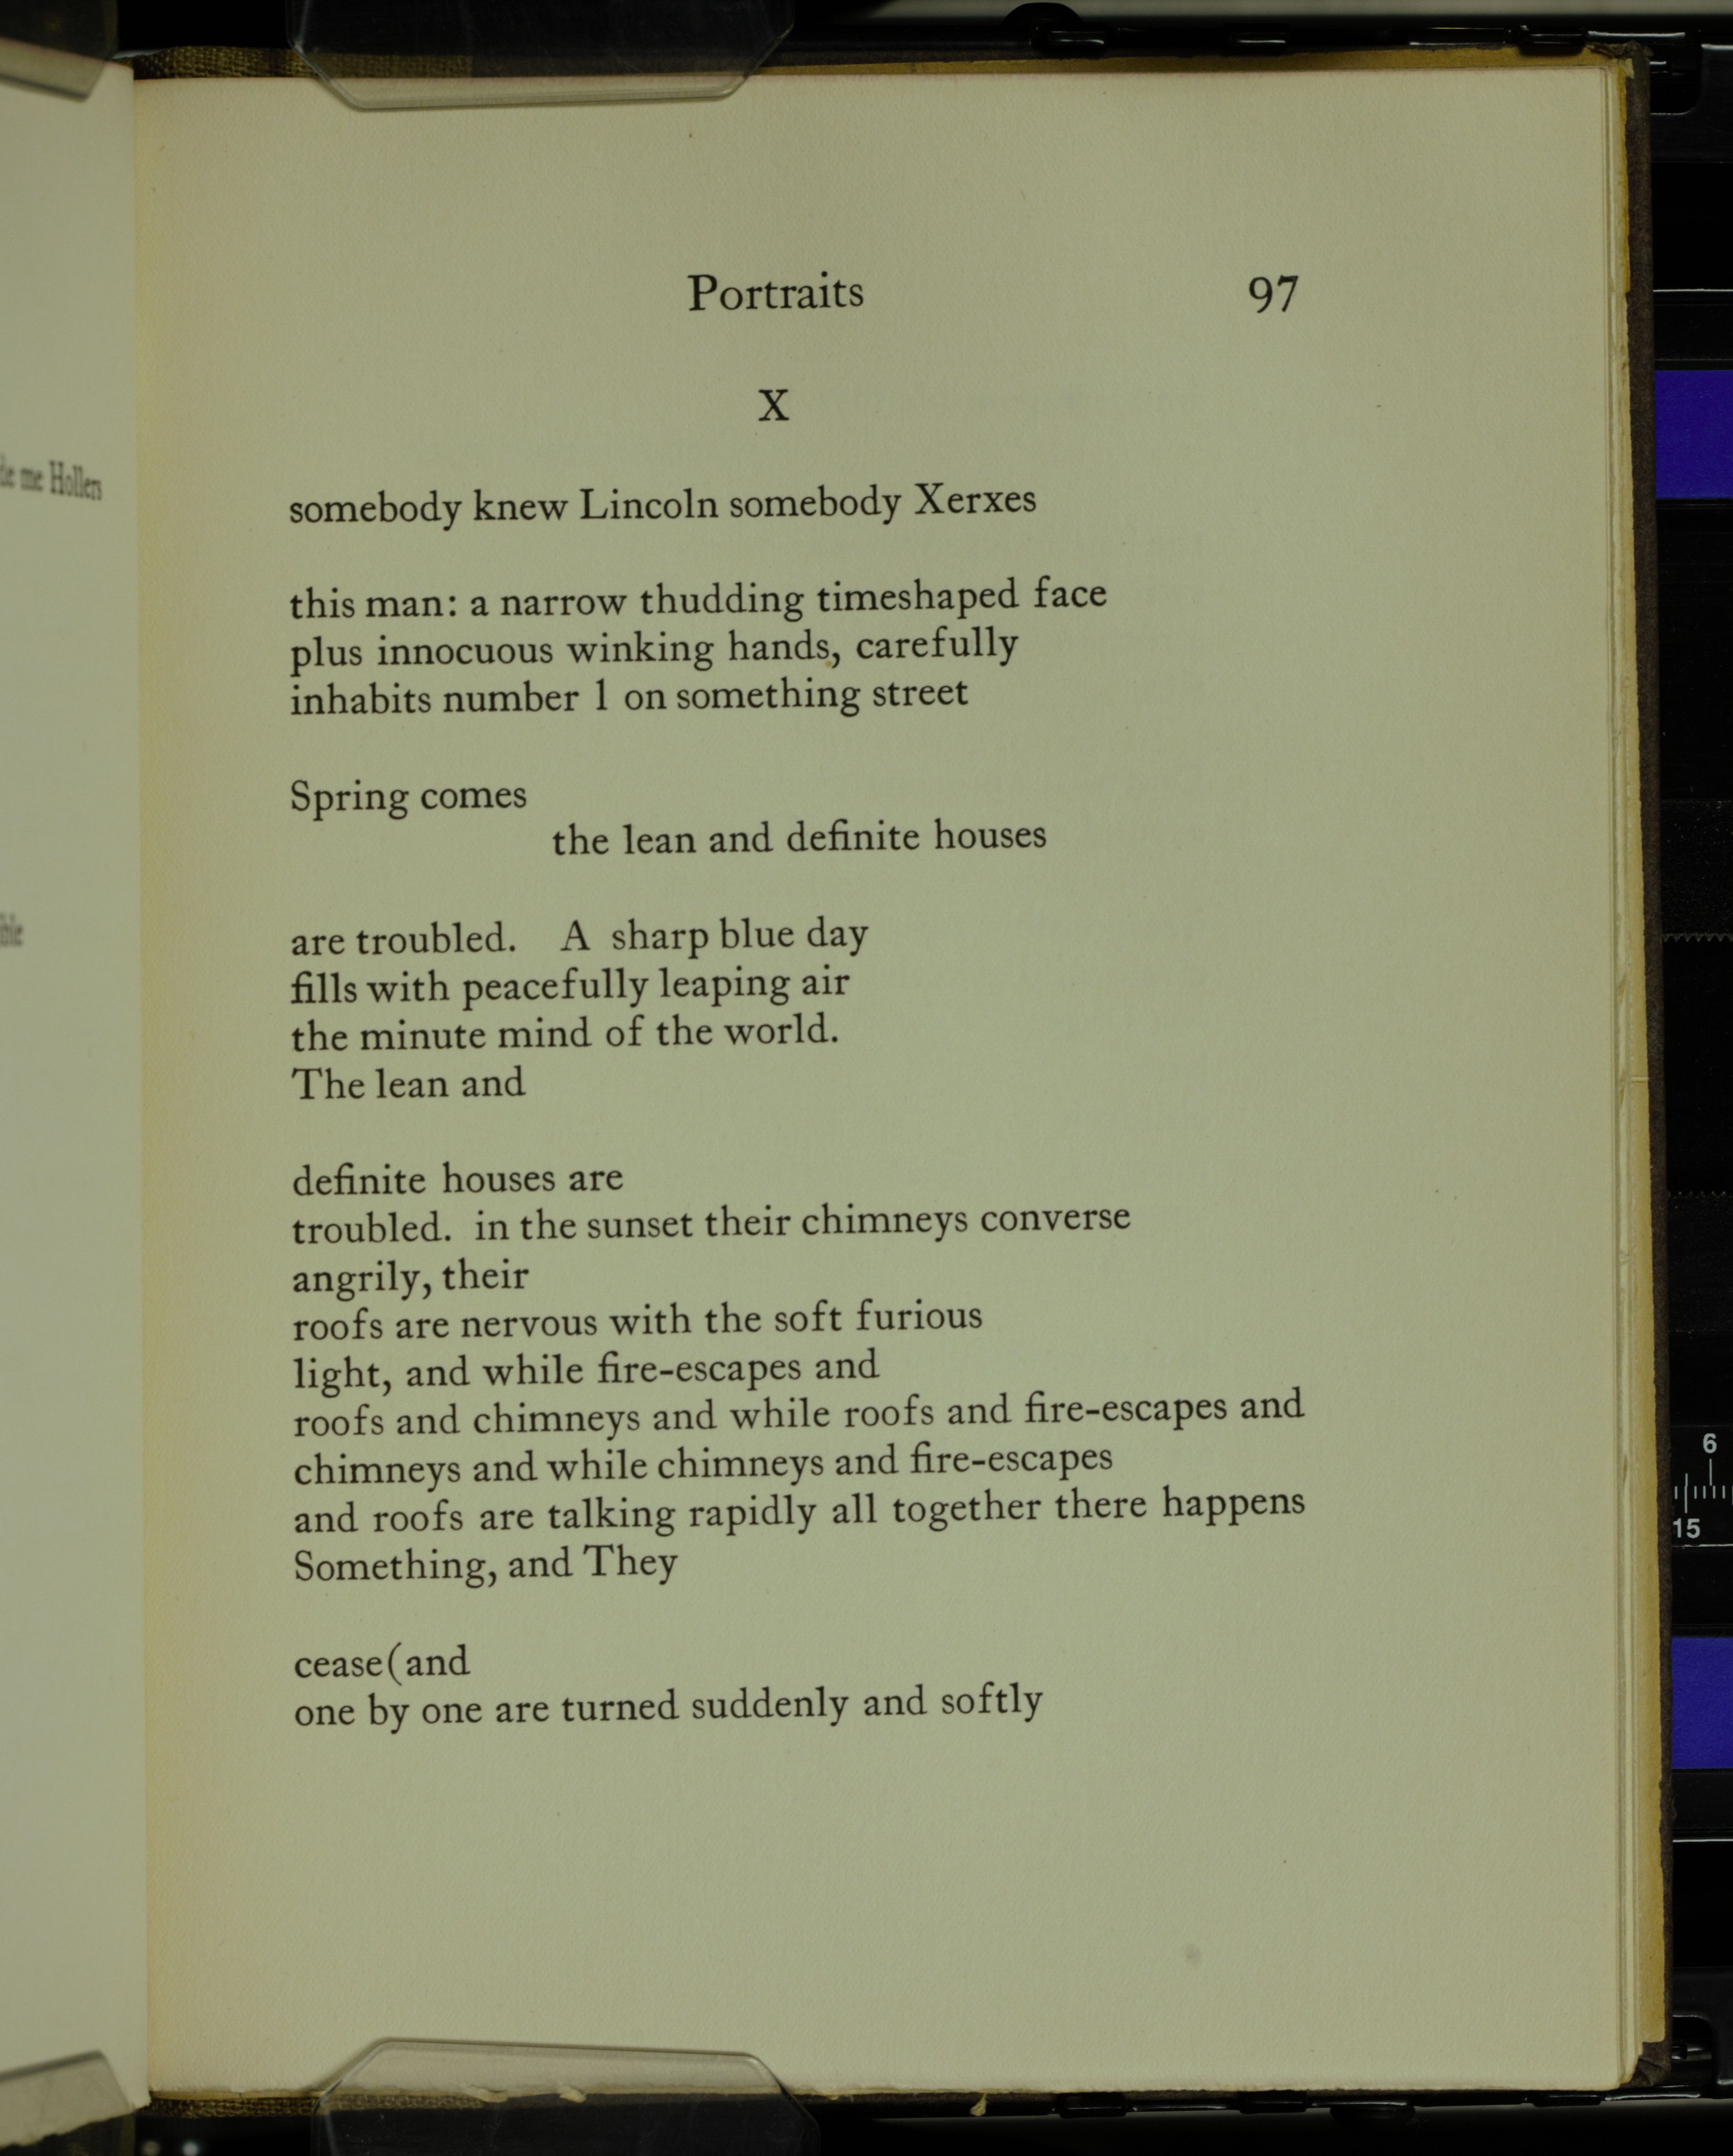 me Hollers
Portraits 97
X
somebody knew Lincoln somebody Xerxes
this man: a narrow thudding timeshaped face
plus innocuous winking hands, carefully
inhabits number 1 on something street
Spring comes
the lean and definite houses
are troubled. A sharp blue day
fills with peacefully leaping air
the minute mind of the world.
The lean and
definite houses are
troubled. in the sunset their chimneys converse
angrily, their
roofs are nervous with the soft furious
light, and while fire-escapes and
roofs and chimneys and while roofs and fire-escapes and
chimneys and while chimneys and fire-escapes
and roofs are talking rapidly all together there happens
Something, and They
cease(and
one by one are turned suddenly and softly
6
15